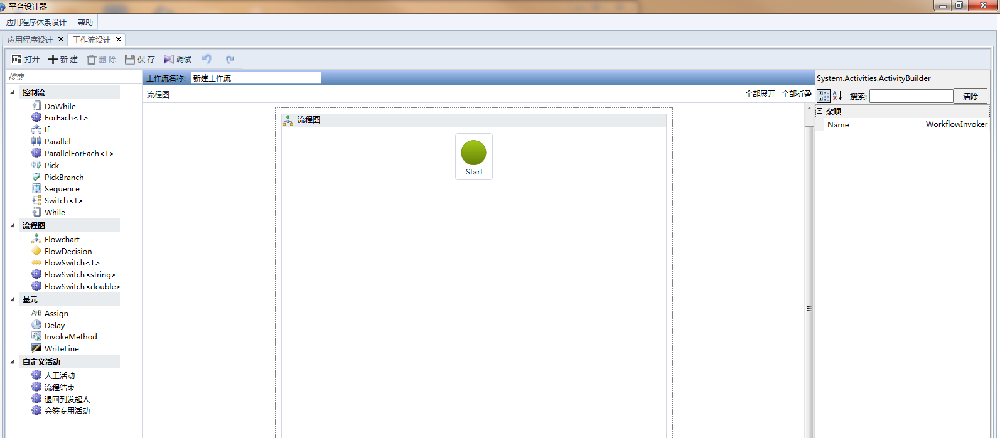 平台设计器
应用程序体系设计 帮助
应用程序设计 工作流设计
打开 新建 删除 保存 调试
搜索
控制流
DoWhile
ForEach<T>
If
Parallel
ParallelForEach<T>
Pick
PickBranch
Sequence
Switch<T>
While
流程图
Flowchart
FlowDecision
FlowSwitch<T>
FlowSwitch<string>
FlowSwitch<double>
基元
A+B Assign
Delay
InvokeMethod
WriteLine
自定义活动
人工活动
流程结束
退回到发起人
会签专用活动
工作流名称: 新建工作流
流程图 全部展开 全部折叠
流程图
Start
System.Activities.ActivityBuilder
搜索: 清除
杂项
Name WorkflowInvoker